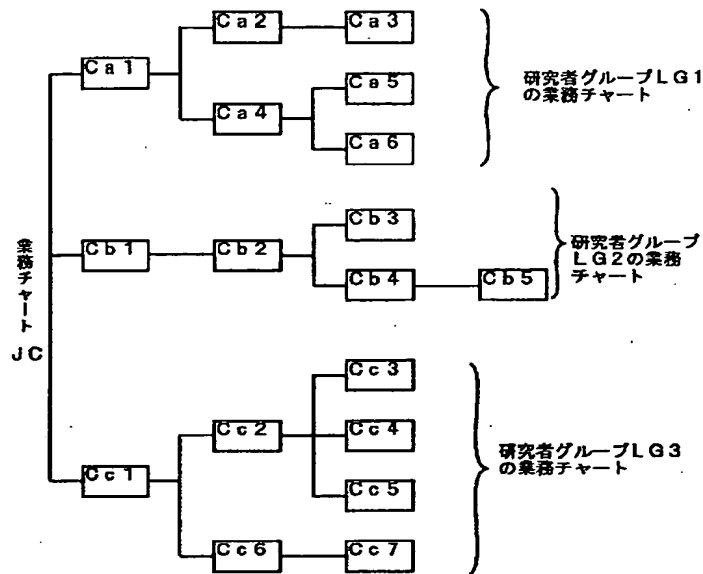 Ca2
Ca3
Ca1
Ca5
研究者グループLG1
の業務チャート
Ca4
Ca6
Cb3
業務チャート
JC
Cb1
Cb2
研究者グループ
LG2の業務
チャート
Cb4
Cb5
Cc3
Cc2
Cc4
研究者グループLG3
の業務チャート
Cc1
Cc5
Cc6
Cc7